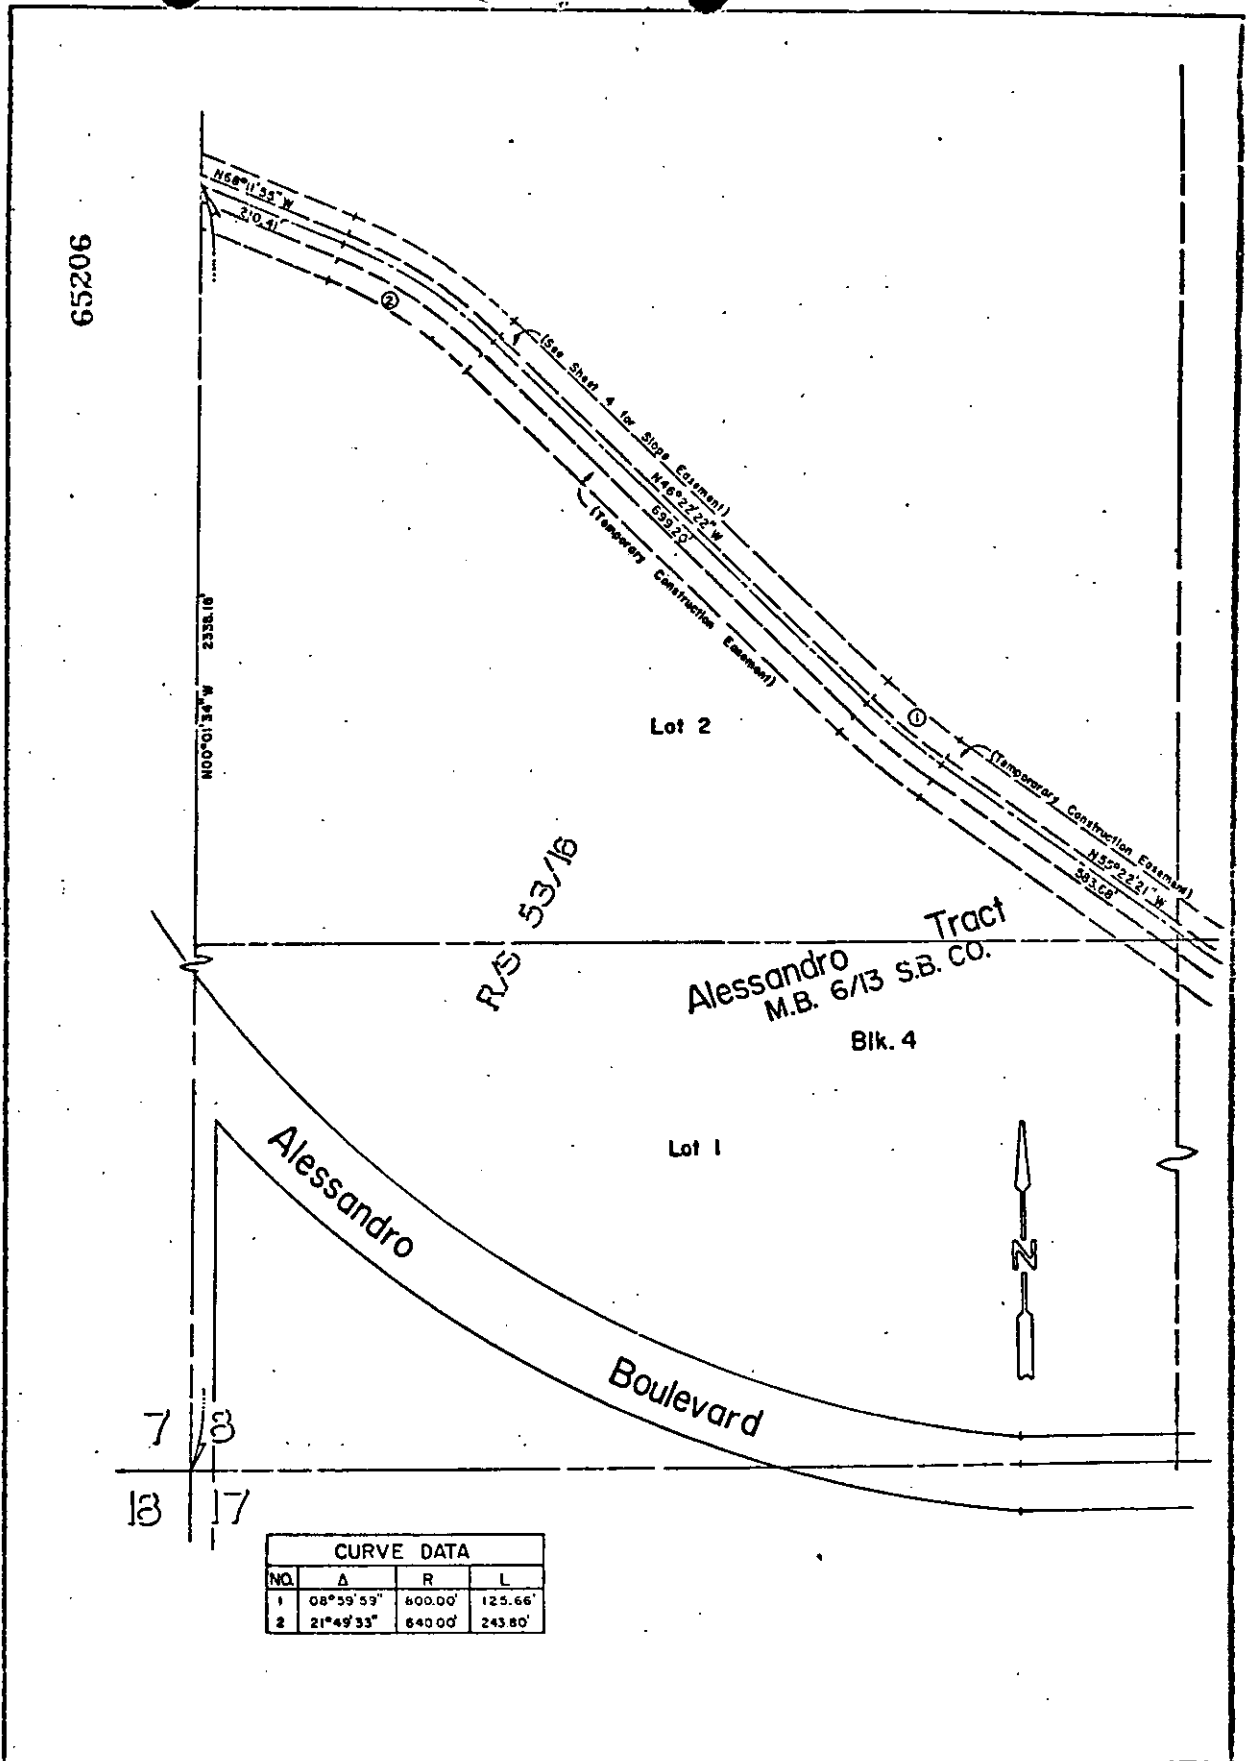 65206
N68°11'55"W
210.41'
2
(See Sheet 4 for Slope Easement)
N46°22'22"W
699.20'
(Temporary Construction Easement)
N00°01'34"W 2338.16'
Lot 2
1
(Temporary Construction Easement)
N55°22'21"W
583.68'
R/S 53/16
Alessandro Tract
M.B. 6/13 S.B. CO.
Blk. 4
Lot 1
Alessandro
Boulevard
N
7 8
18 17
CURVE DATA
NO. Δ R L
1 08°59'59" 800.00' 125.66'
2 21°49'33" 640.00' 243.80'